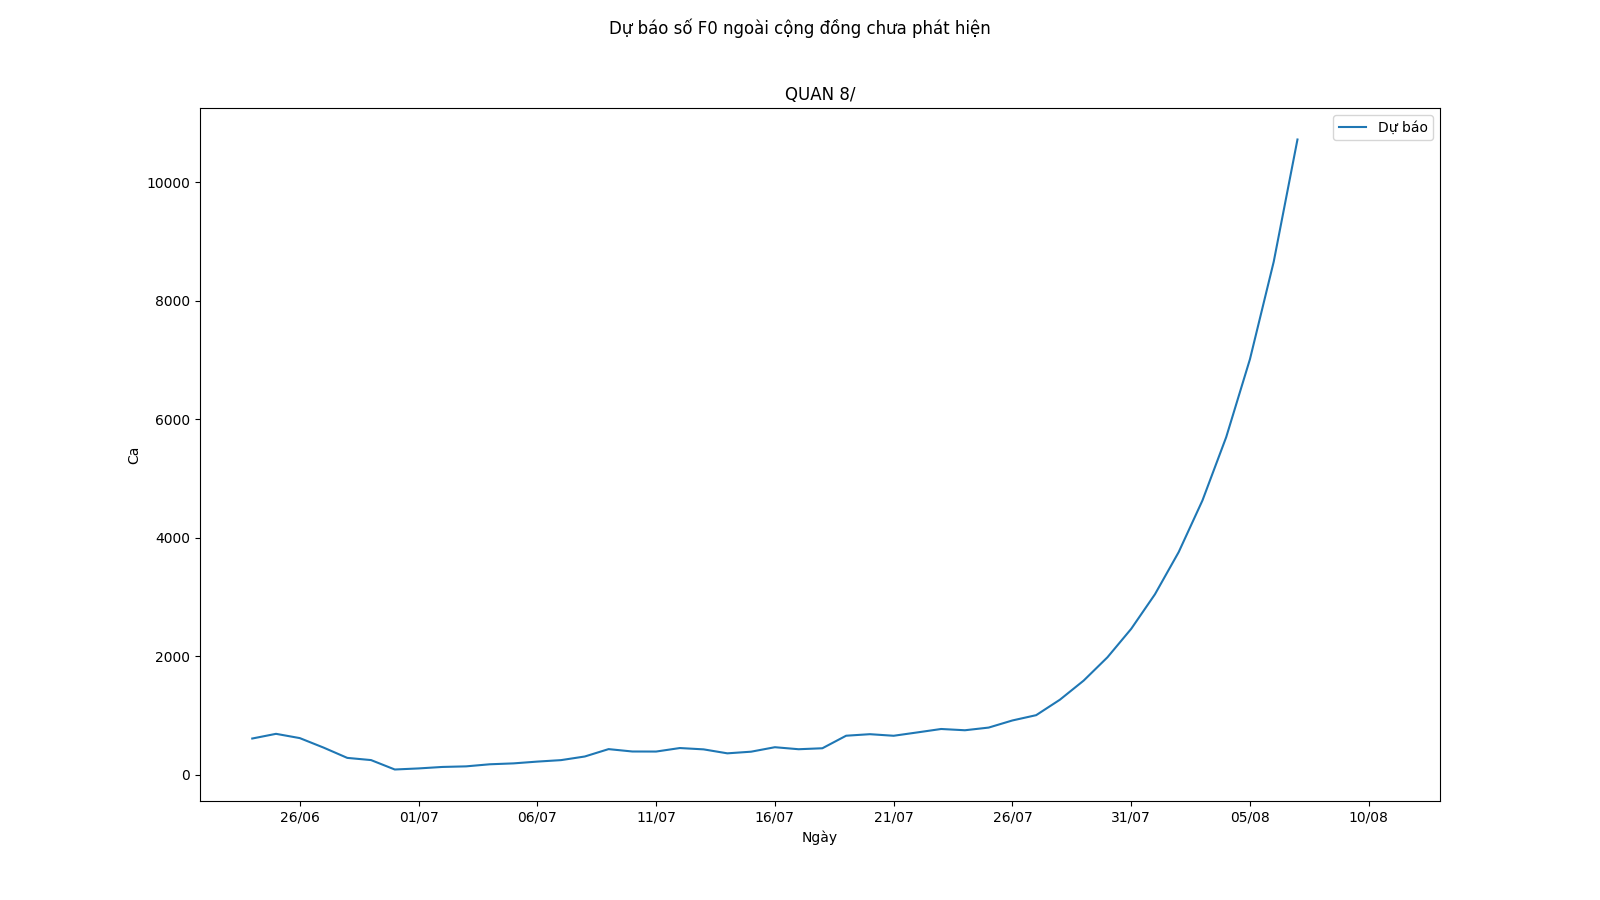 Dự báo số F0 ngoài cộng đồng chưa phát hiện
QUAN 8/
Dự báo
10000
8000
6000
4000
2000
0
Ca
26/06 01/07 06/07 11/07 16/07 21/07 26/07 31/07 05/08 10/08
Ngày